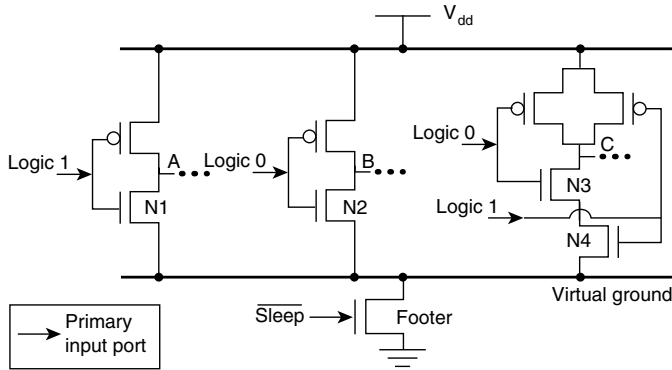 V_dd
Logic 1
A
N1
Logic 0
B
N2
Logic 0
C
N3
Logic 1
N4
Virtual ground
Sleep
Footer
Primary
input port